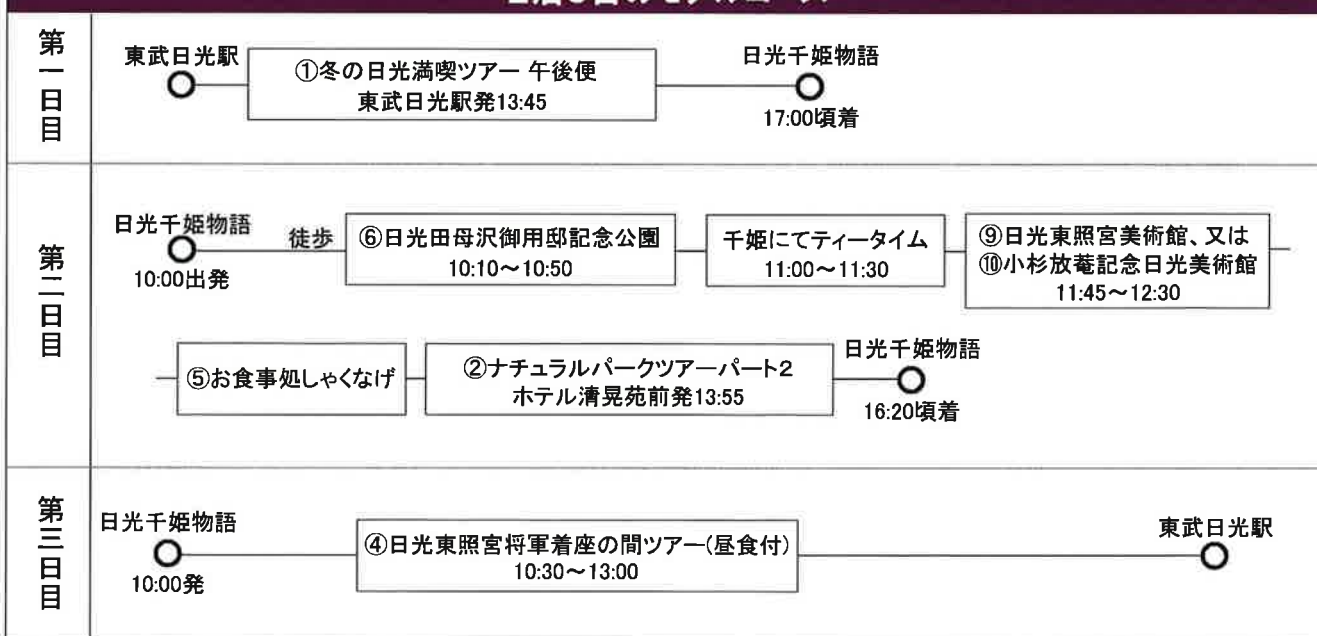 第一日目
東武日光駅
①冬の日光満喫ツアー 午後便
東武日光駅発13:45
日光千姫物語
17:00頃着
第二日目
日光千姫物語
10:00出発
徒歩
⑥日光田母沢御用邸記念公園
10:10～10:50
千姫にてティータイム
11:00～11:30
⑨日光東照宮美術館、又は
⑩小杉放菴記念日光美術館
11:45～12:30
⑤お食事処しゃくなげ
②ナチュラルパークツアーパート2
ホテル清晃苑前発13:55
日光千姫物語
16:20頃着
第三日目
日光千姫物語
10:00発
④日光東照宮将軍着座の間ツアー(昼食付)
10:30～13:00
東武日光駅